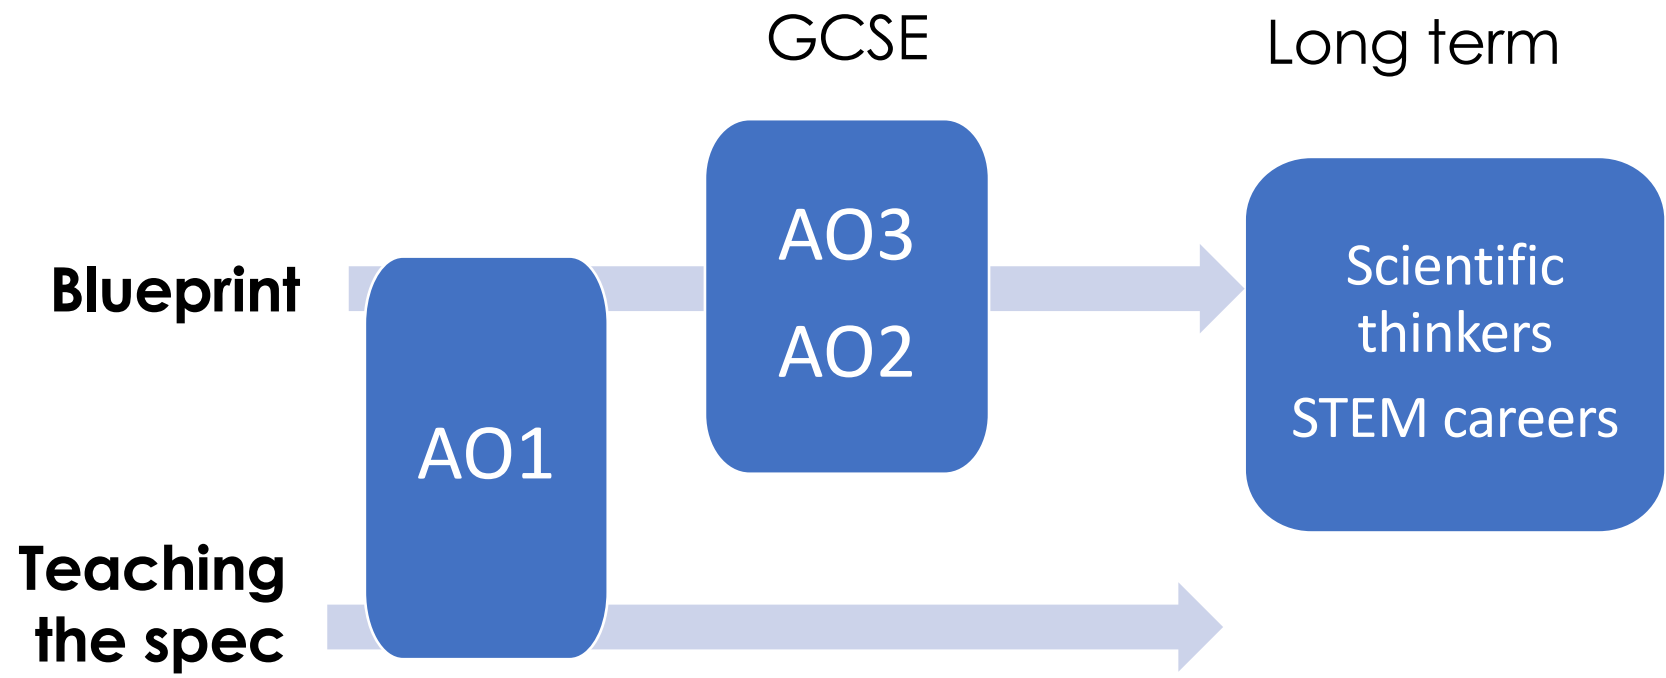 GCSE
Long term
Blueprint
AO1
AO3
AO2
Scientific
thinkers
STEM careers
Teaching
the spec